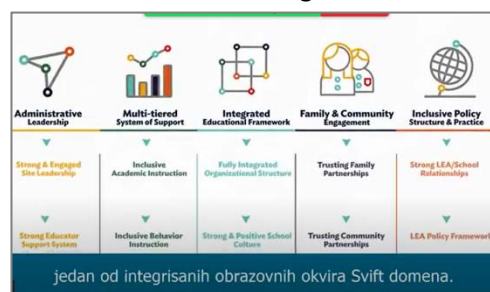 Administrative
Leadership
Multi-tiered
System of Support
Integrated
Educational Framework
Family & Community
Engagement
Inclusive Policy
Structure & Practice
Strong & Engaged
Site Leadership
Inclusive
Academic Instruction
Fully Integrated
Organizational Structure
Trusting Family
Partnerships
Strong LEA/School
Relationships
Strong Educator
Support System
Inclusive Behavior
Instruction
Strong & Positive School
Culture
Trusting Community
Partnerships
LEA Policy Framework
jedan od integrisanih obrazovnih okvira Svift domena.